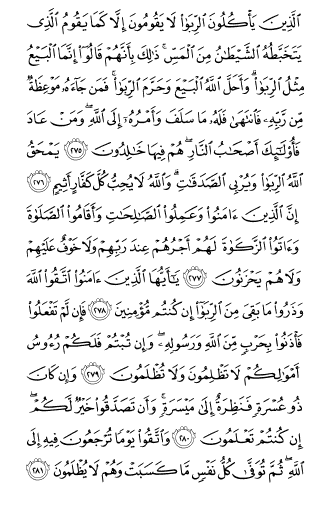 ٱلَّذِينَ يَأۡكُلُونَ ٱلرِّبَوٰاْ لَا يَقُومُونَ إِلَّا كَمَا يَقُومُ ٱلَّذِي
يَتَخَبَّطُهُ ٱلشَّيۡطَٰنُ مِنَ ٱلۡمَسِّۚ ذَٰلِكَ بِأَنَّهُمۡ قَالُوٓاْ إِنَّمَا ٱلۡبَيۡعُ
مِثۡلُ ٱلرِّبَوٰاْۗ وَأَحَلَّ ٱللَّهُ ٱلۡبَيۡعَ وَحَرَّمَ ٱلرِّبَوٰاْۚ فَمَن جَآءَهُۥ مَوۡعِظَةٞ
مِّن رَّبِّهِۦ فَٱنتَهَىٰ فَلَهُۥ مَا سَلَفَ وَأَمۡرُهُۥٓ إِلَى ٱللَّهِۖ وَمَنۡ عَادَ
فَأُوْلَٰٓئِكَ أَصۡحَٰبُ ٱلنَّارِۖ هُمۡ فِيهَا خَٰلِدُونَ ٢٧٥ يَمۡحَقُ
ٱللَّهُ ٱلرِّبَوٰاْ وَيُرۡبِي ٱلصَّدَقَٰتِۗ وَٱللَّهُ لَا يُحِبُّ كُلَّ كَفَّارٍ أَثِيمٍ ٢٧٦
إِنَّ ٱلَّذِينَ ءَامَنُواْ وَعَمِلُواْ ٱلصَّٰلِحَٰتِ وَأَقَامُواْ ٱلصَّلَوٰةَ
وَءَاتَوُاْ ٱلزَّكَوٰةَ لَهُمۡ أَجۡرُهُمۡ عِندَ رَبِّهِمۡ وَلَا خَوۡفٌ عَلَيۡهِمۡ
وَلَا هُمۡ يَحۡزَنُونَ ٢٧٧ يَٰٓأَيُّهَا ٱلَّذِينَ ءَامَنُواْ ٱتَّقُواْ ٱللَّهَ
وَذَرُواْ مَا بَقِيَ مِنَ ٱلرِّبَوٰٓاْ إِن كُنتُم مُّؤۡمِنِينَ ٢٧٨ فَإِن لَّمۡ تَفۡعَلُواْ
فَأۡذَنُواْ بِحَرۡبٖ مِّنَ ٱللَّهِ وَرَسُولِهِۦۖ وَإِن تُبۡتُمۡ فَلَكُمۡ رُءُوسُ
أَمۡوَٰلِكُمۡ لَا تَظۡلِمُونَ وَلَا تُظۡلَمُونَ ٢٧٩ وَإِن كَانَ
ذُو عُسۡرَةٖ فَنَظِرَةٌ إِلَىٰ مَيۡسَرَةٖۚ وَأَن تَصَدَّقُواْ خَيۡرٞ لَّكُمۡ
إِن كُنتُمۡ تَعۡلَمُونَ ٢٨٠ وَٱتَّقُواْ يَوۡمٗا تُرۡجَعُونَ فِيهِ إِلَى
ٱللَّهِۖ ثُمَّ تُوَفَّىٰ كُلُّ نَفۡسٖ مَّا كَسَبَتۡ وَهُمۡ لَا يُظۡلَمُونَ ٢٨١